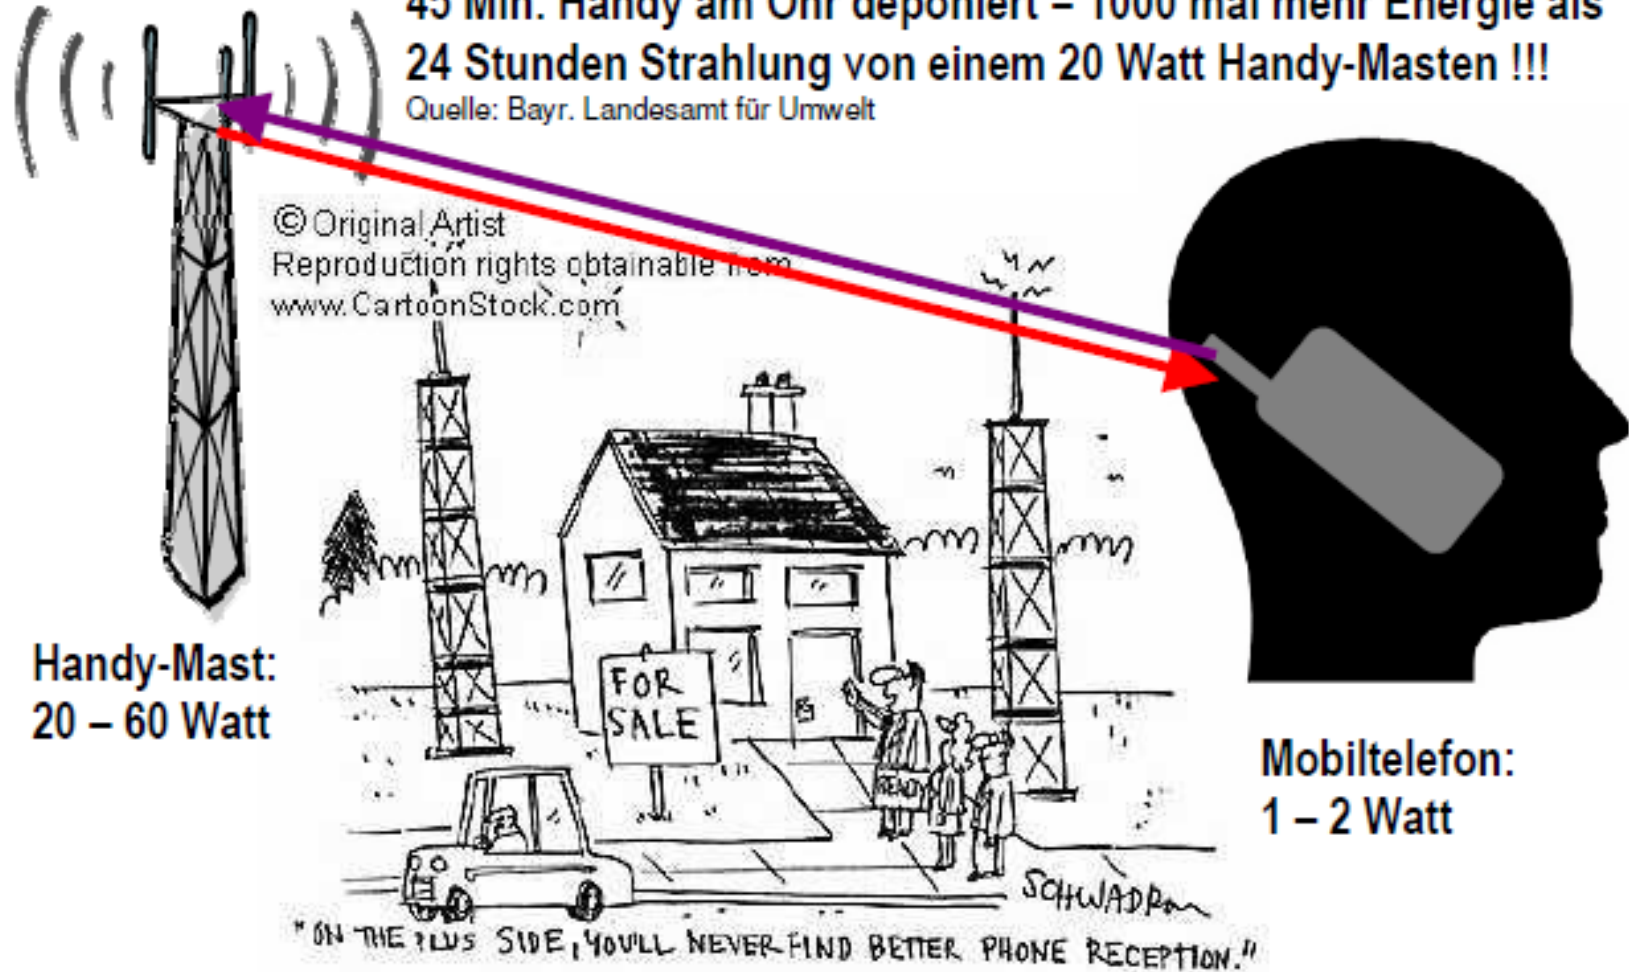 45 Min. Handy am Ohr deponiert – 1000 mal mehr Energie als
24 Stunden Strahlung von einem 20 Watt Handy-Masten !!!
Quelle: Bayr. Landesamt für Umwelt
© Original Artist
Reproduction rights obtainable from
www.CartoonStock.com
FOR
SALE
Handy-Mast:
20 – 60 Watt
Mobiltelefon:
1 – 2 Watt
SCHWADRON
"ON THE PLUS SIDE, YOU'LL NEVER FIND BETTER PHONE RECEPTION."